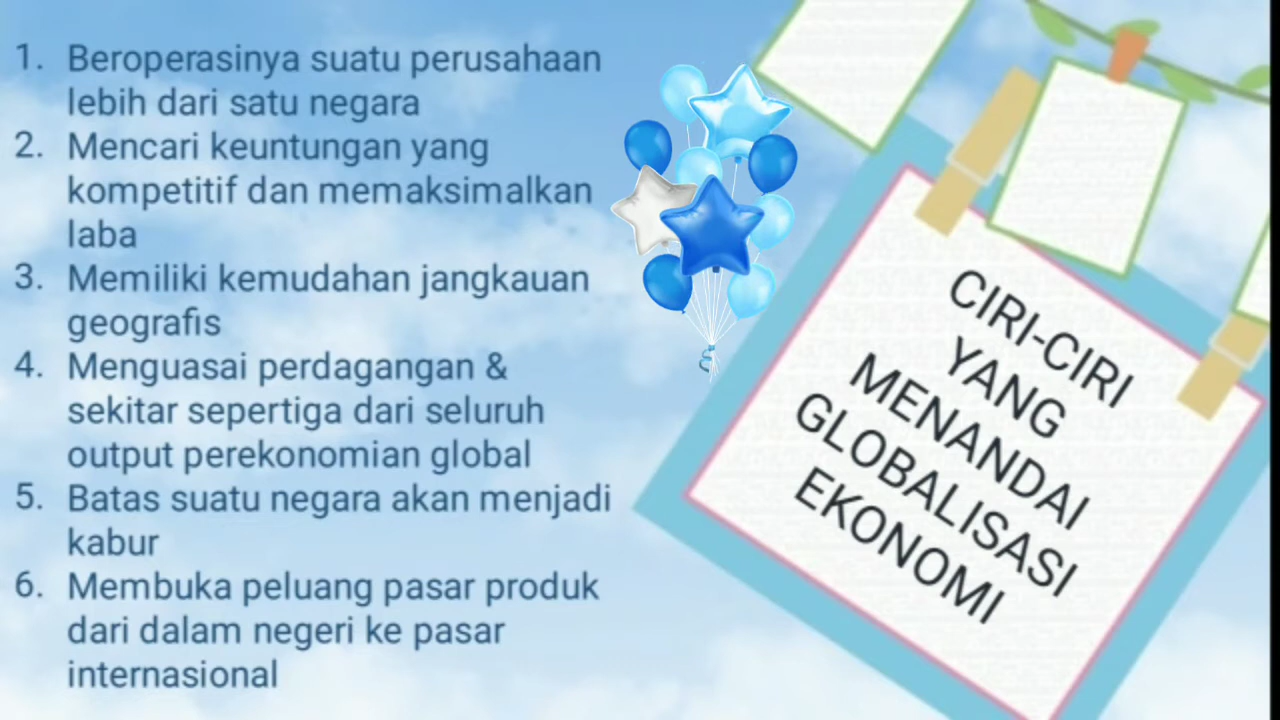 1. Beroperasinya suatu perusahaan
lebih dari satu negara
2. Mencari keuntungan yang
kompetitif dan memaksimalkan
laba
3. Memiliki kemudahan jangkauan
geografis
4. Menguasai perdagangan &
sekitar sepertiga dari seluruh
output perekonomian global
5. Batas suatu negara akan menjadi
kabur
6. Membuka peluang pasar produk
dari dalam negeri ke pasar
internasional
CIRI-CIRI
YANG
MENANDAI
GLOBALISASI
EKONOMI